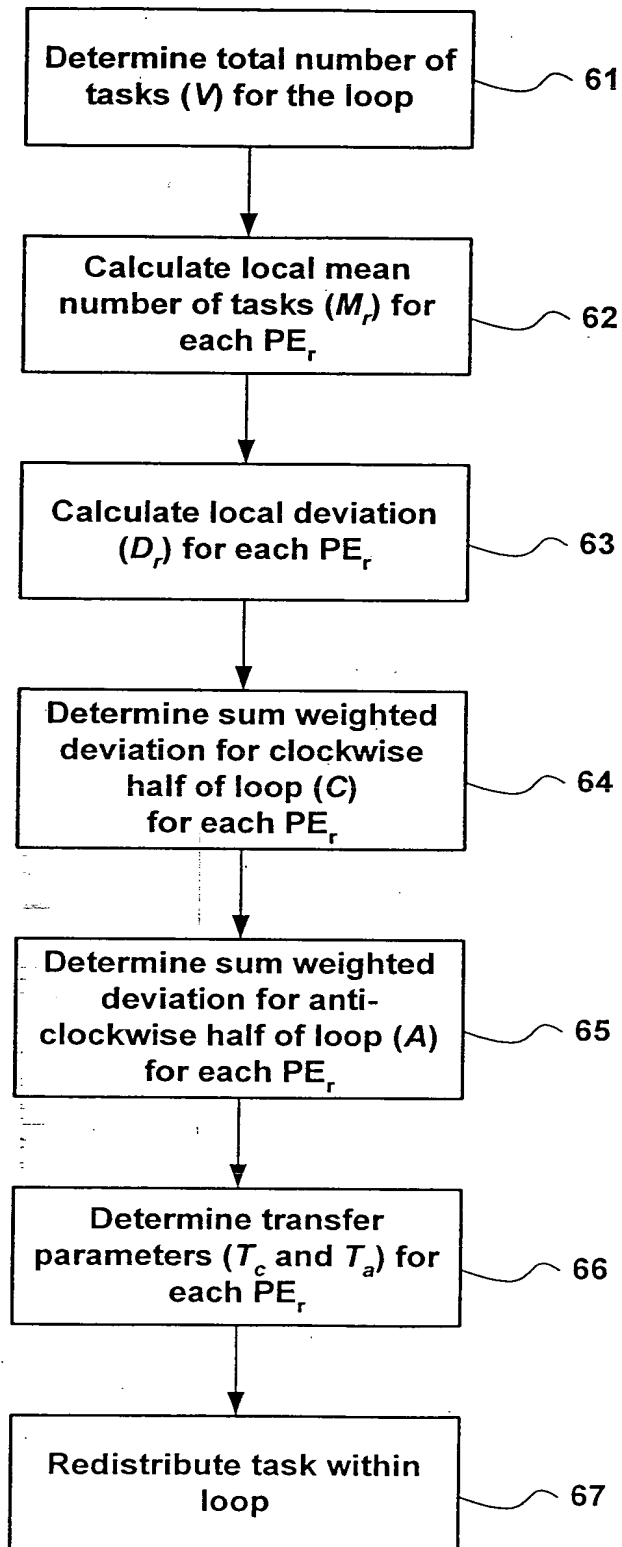 Determine total number of
tasks (V) for the loop
61
Calculate local mean
number of tasks (Mr) for
each PEr
62
Calculate local deviation
(Dr) for each PEr
63
Determine sum weighted
deviation for clockwise
half of loop (C)
for each PEr
64
Determine sum weighted
deviation for anti-
clockwise half of loop (A)
for each PEr
65
Determine transfer
parameters (Tc and Ta) for
each PEr
66
Redistribute task within
loop
67